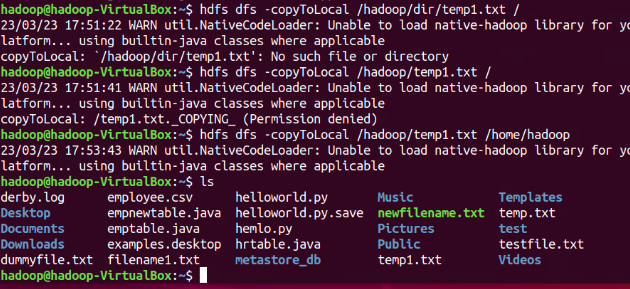 hadoop@hadoop-VirtualBox:~$ hdfs dfs -copyToLocal /hadoop/dir/temp1.txt /
23/03/23 17:51:22 WARN util.NativeCodeLoader: Unable to load native-hadoop library for yo
latform... using builtin-java classes where applicable
copyToLocal: `/hadoop/dir/temp1.txt': No such file or directory
hadoop@hadoop-VirtualBox:~$ hdfs dfs -copyToLocal /hadoop/temp1.txt /
23/03/23 17:51:41 WARN util.NativeCodeLoader: Unable to load native-hadoop library for yo
latform... using builtin-java classes where applicable
copyToLocal: /temp1.txt._COPYING_ (Permission denied)
hadoop@hadoop-VirtualBox:~$ hdfs dfs -copyToLocal /hadoop/temp1.txt /home/hadoop
23/03/23 17:53:43 WARN util.NativeCodeLoader: Unable to load native-hadoop library for yo
latform... using builtin-java classes where applicable
hadoop@hadoop-VirtualBox:~$ ls
derby.log employee.csv helloworld.py Music Templates
Desktop empnewtable.java helloworld.py.save newfilename.txt temp.txt
Documents emptable.java hemlo.py Pictures test
Downloads examples.desktop hrtable.java Public testfile.txt
dummyfile.txt filename1.txt metastore_db temp1.txt Videos
hadoop@hadoop-VirtualBox:~$